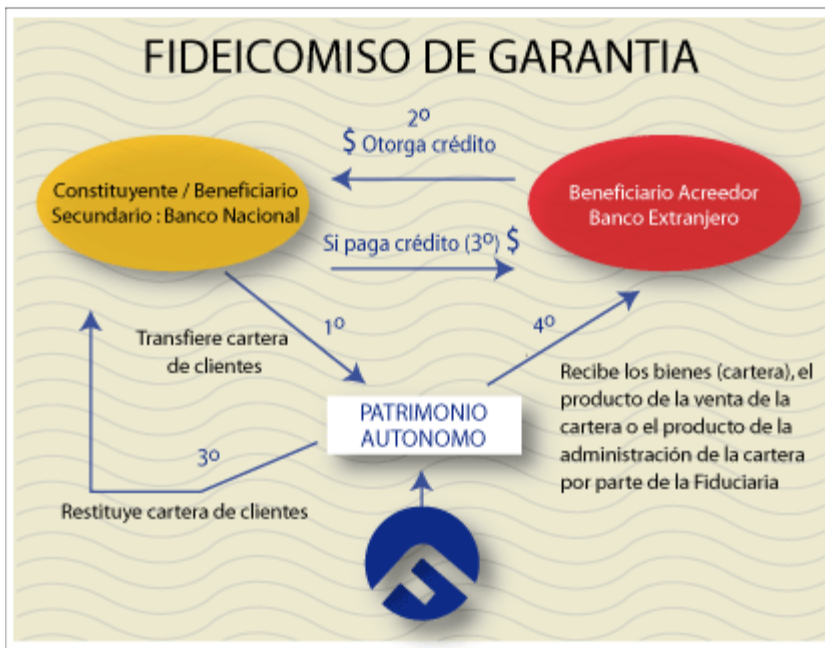 FIDEICOMISO DE GARANTIA
2º
$ Otorga crédito
Constituyente / Beneficiario
Secundario : Banco Nacional
Beneficiario Acreedor
Banco Extranjero
Si paga crédito (3º) $
1º
4º
Transfiere cartera
de clientes
Recibe los bienes (cartera), el
producto de la venta de la
cartera o el producto de la
administración de la cartera
por parte de la Fiduciaria
PATRIMONIO
AUTONOMO
3º
Restituye cartera de clientes